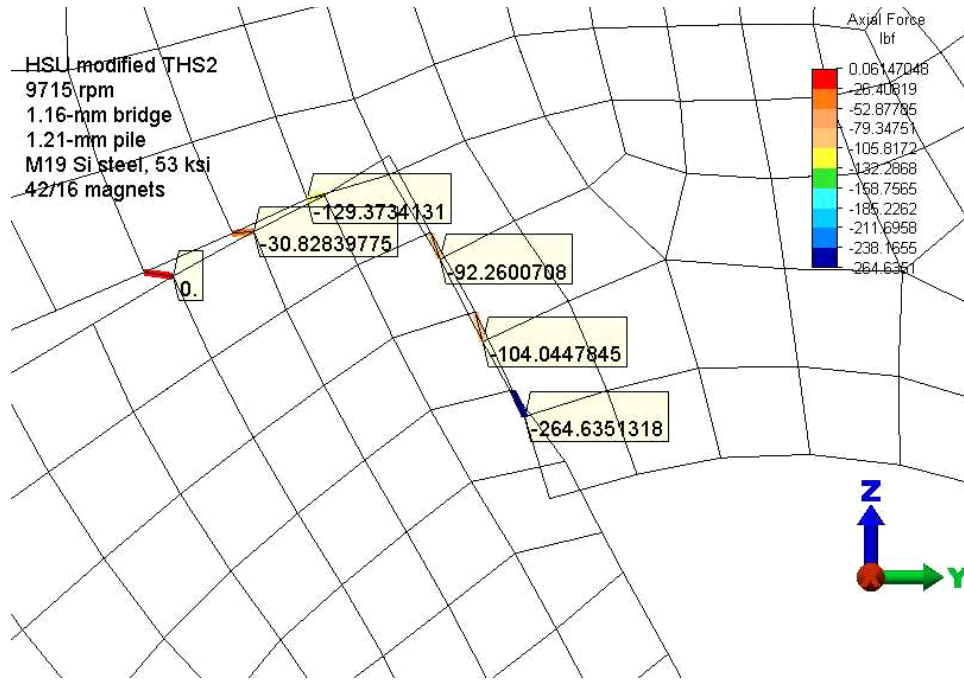 HSU modified THS2
9715 rpm
1.16-mm bridge
1.21-mm pile
M19 Si steel, 53 ksi
42/16 magnets
Axial Force
lbf
0.06147048
-26.40819
-52.87785
-79.34751
-105.8172
-132.2868
-158.7565
-185.2262
-211.6958
-238.1655
-264.6351
-129.3734131
-30.82839775
0.
-92.2600708
-104.0447845
-264.6351318
Z
Y
X